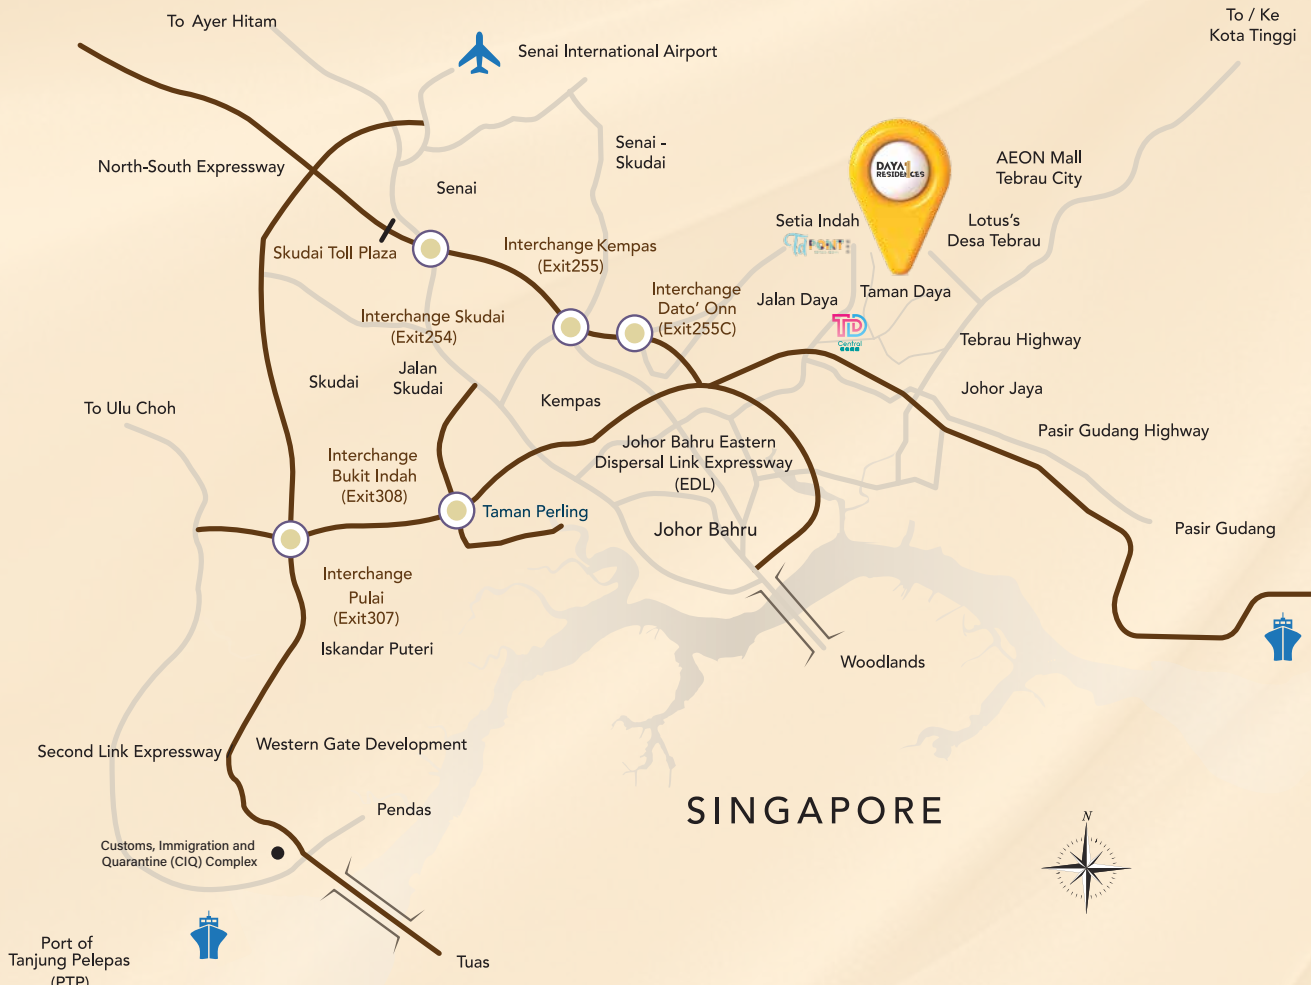 To Ayer Hitam
Senai International Airport
To / Ke
Kota Tinggi
North-South Expressway
Senai -
Skudai
Senai
DAYA1
RESIDENCES
AEON Mall
Tebrau City
Setia Indah
Lotus's
Desa Tebrau
Skudai Toll Plaza
Interchange Kempas
(Exit255)
Interchange
Dato' Onn
(Exit255C)
Jalan Daya
Taman Daya
Interchange Skudai
(Exit254)
TD
Central
Tebrau Highway
Skudai
Jalan
Skudai
Kempas
Johor Jaya
To Ulu Choh
Pasir Gudang Highway
Interchange
Bukit Indah
(Exit308)
Johor Bahru Eastern
Dispersal Link Expressway
(EDL)
Taman Perling
Johor Bahru
Pasir Gudang
Interchange
Pulai
(Exit307)
Iskandar Puteri
Woodlands
Second Link Expressway
Western Gate Development
Pendas
SINGAPORE
N
Customs, Immigration and
Quarantine (CIQ) Complex
Port of
Tanjung Pelepas
(PTP)
Tuas